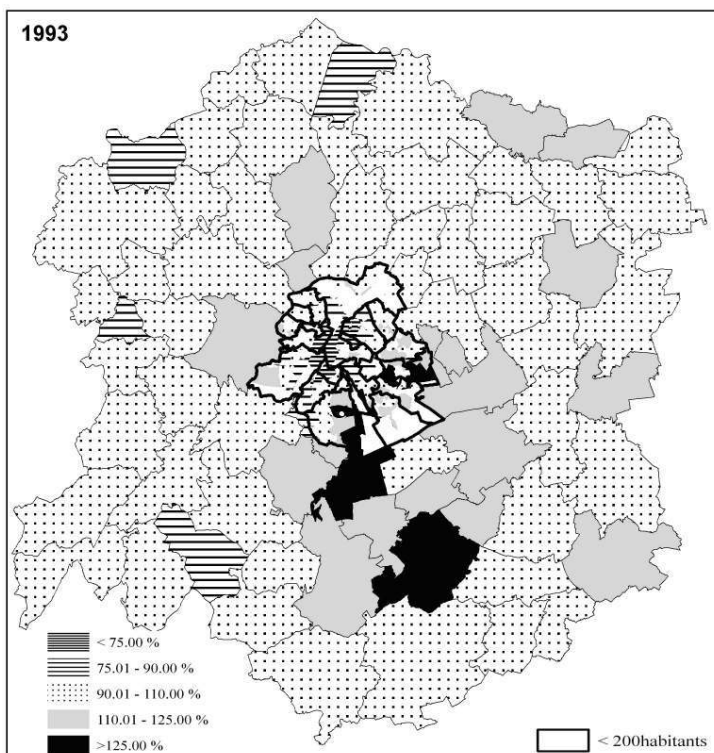 1993
< 75.00 %
75.01 - 90.00 %
90.01 - 110.00 %
110.01 - 125.00 %
>125.00 %
< 200habitants